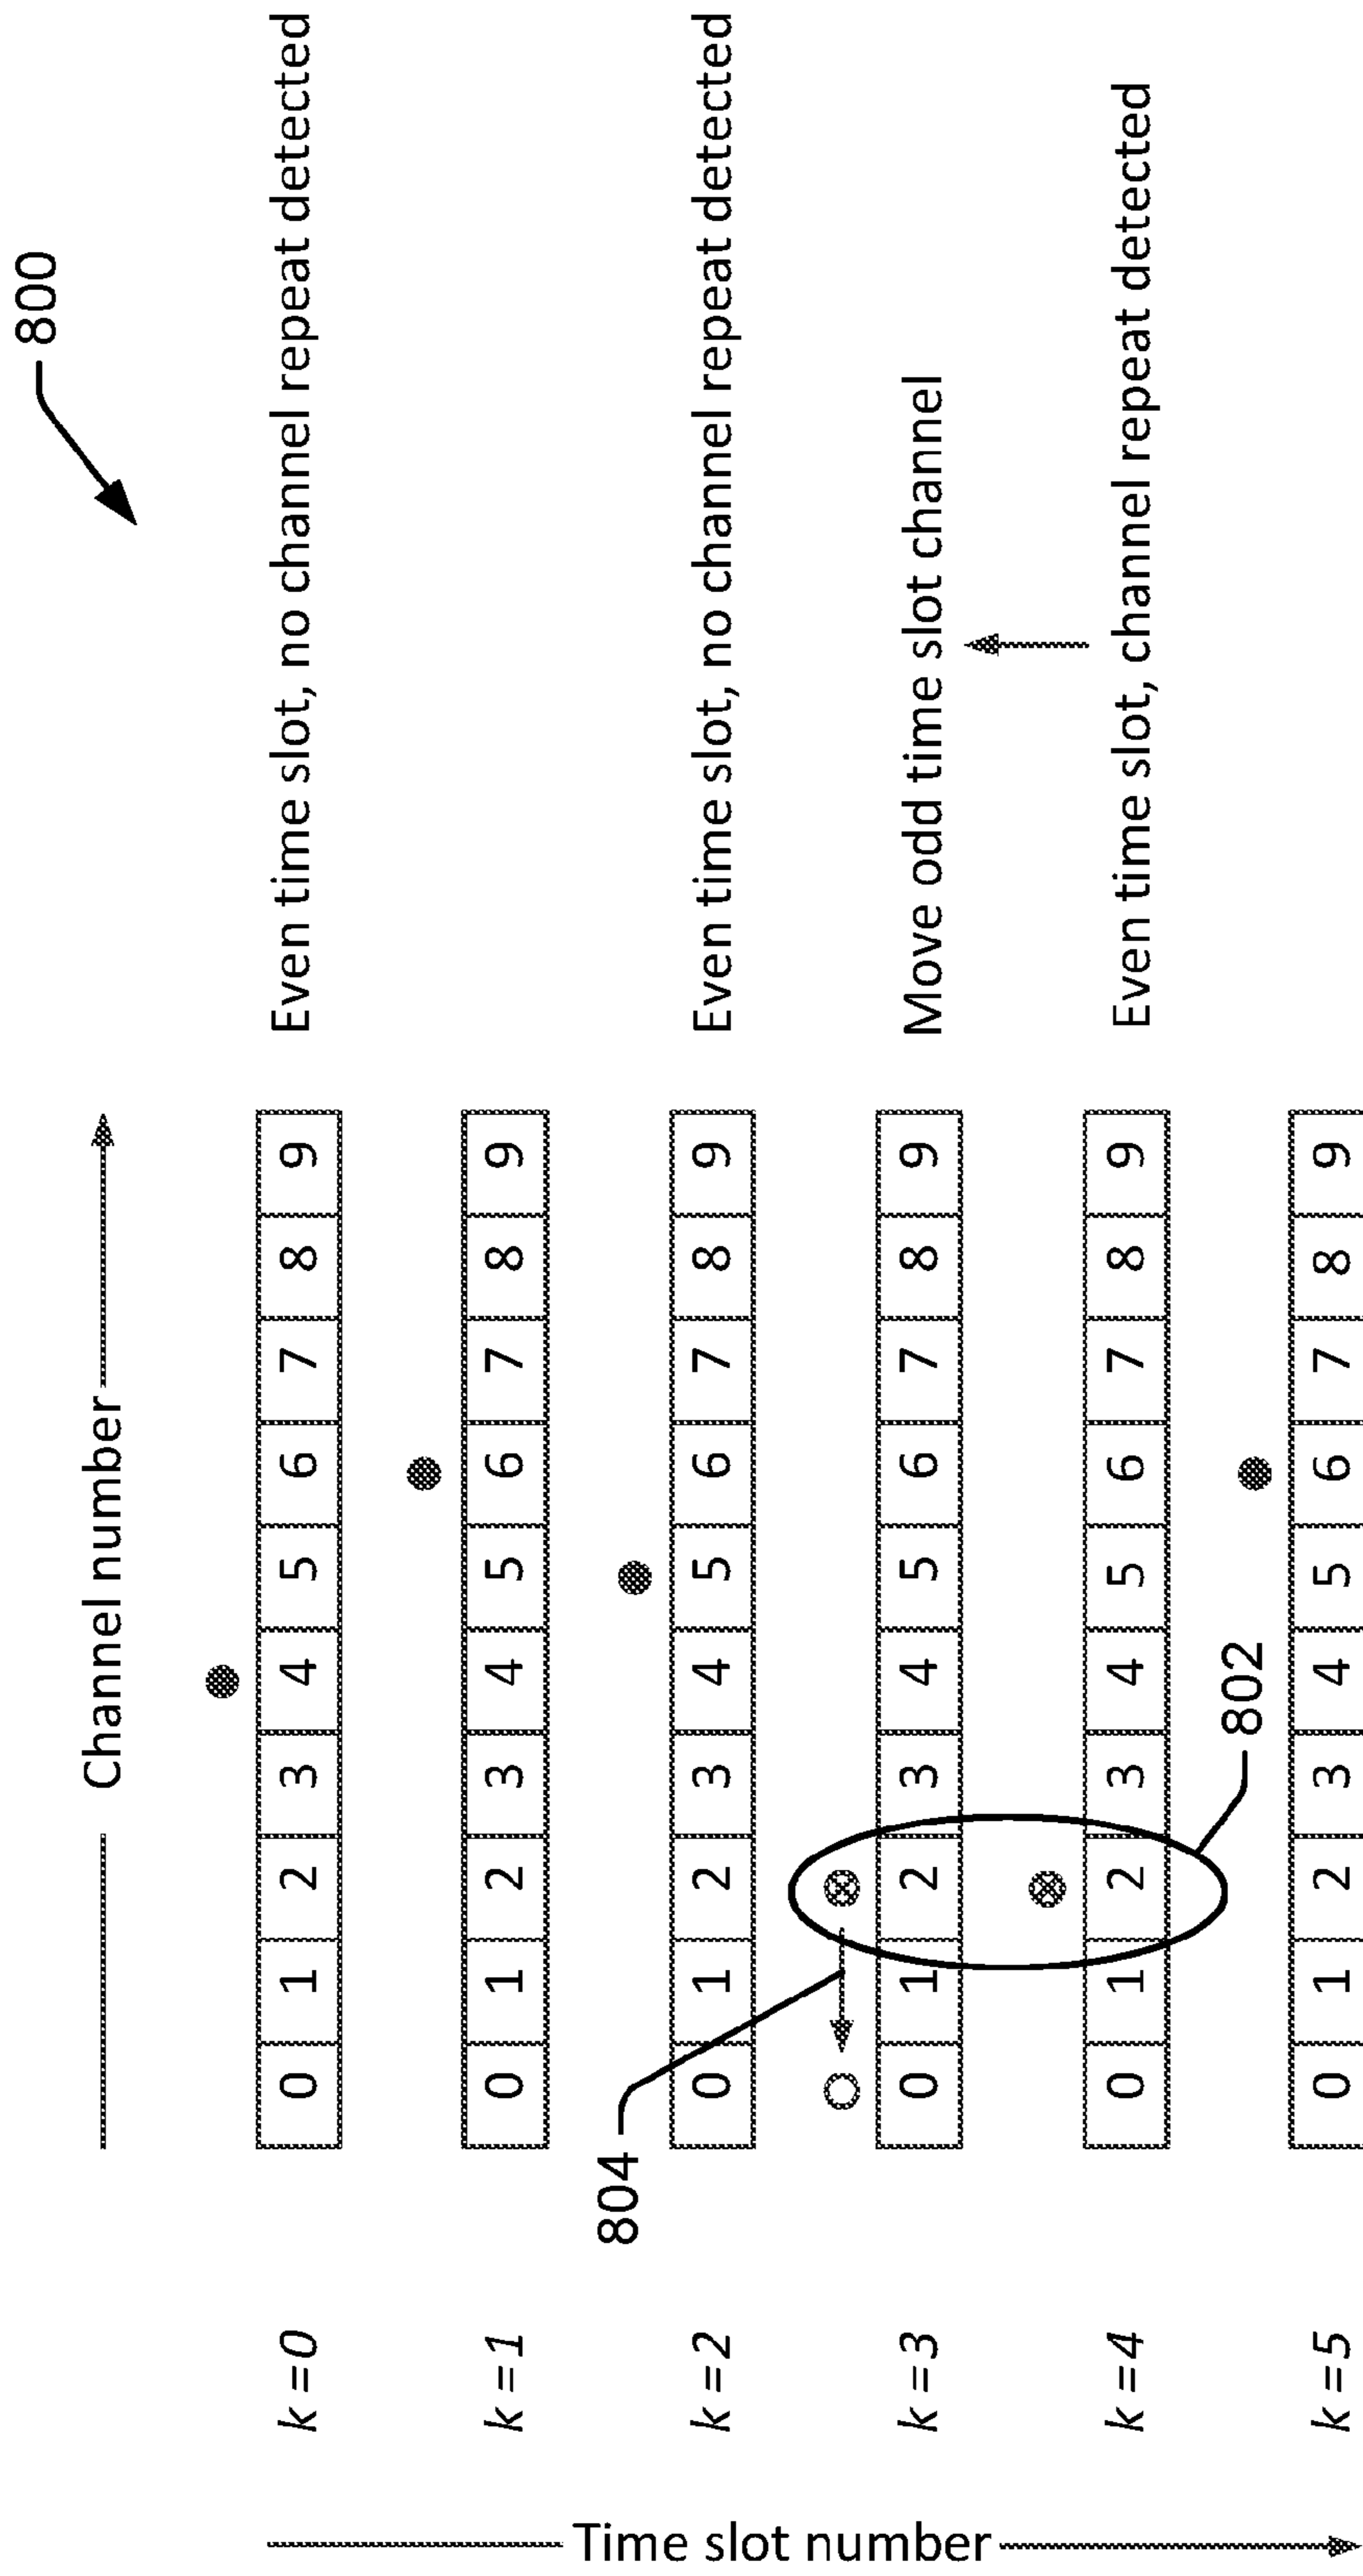 800
Channel number
k=0 0 1 2 3 4 5 6 7 8 9 Even time slot, no channel repeat detected
k=1 0 1 2 3 4 5 6 7 8 9
k=2 0 1 2 3 4 5 6 7 8 9 Even time slot, no channel repeat detected
804
k=3 0 1 2 3 4 5 6 7 8 9 Move odd time slot channel
k=4 0 1 2 3 4 5 6 7 8 9 Even time slot, channel repeat detected
802
k=5 0 1 2 3 4 5 6 7 8 9
Time slot number